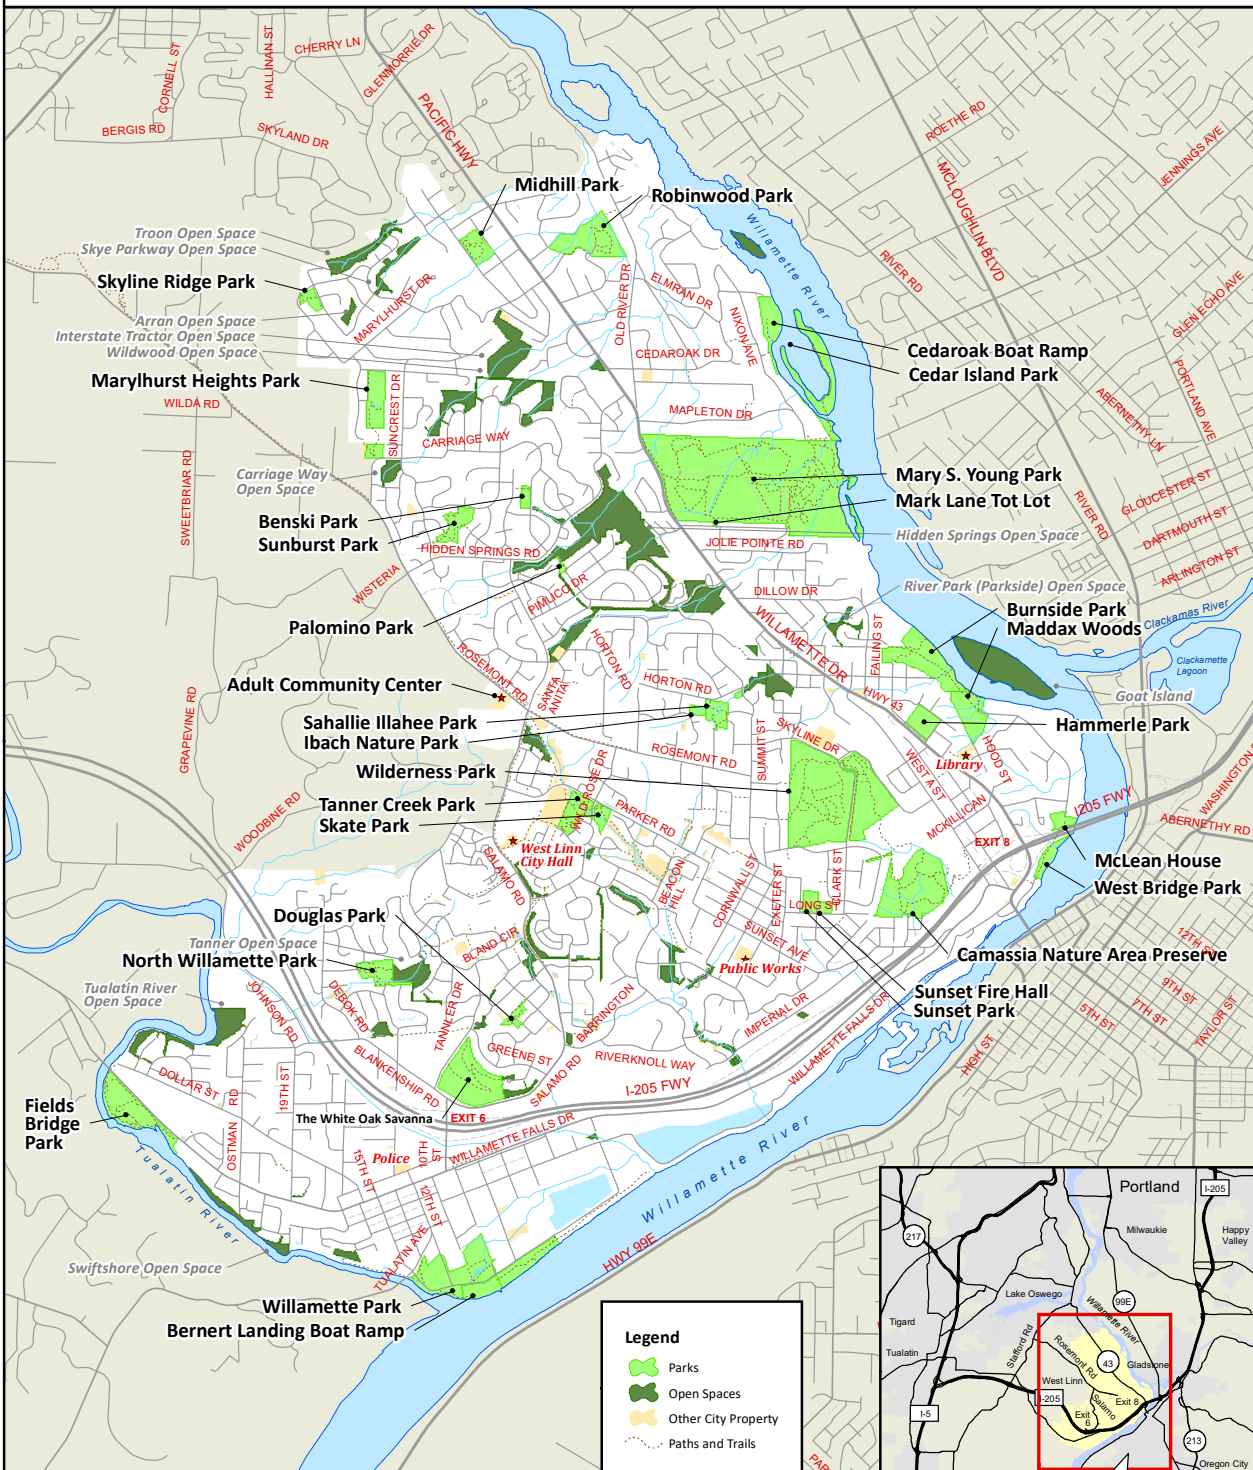 CHERRY LN
HALLINAN ST
CORNELL ST
GLENMORRIE DR
BERGIS RD
SKYLAND DR
PACIFIC HWY
ROETHE RD
JENNINGS AVE
MCLOUGHLIN BLVD
Midhill Park
Robinwood Park
Willamette River
Troon Open Space
Skye Parkway Open Space
RIVER RD
Skyline Ridge Park
ELMRAN DR
OLD RIVER DR
NIXON AVE
GLEN ECHO AVE
MARYLHURST DR
Arran Open Space
Interstate Tractor Open Space
Wildwood Open Space
CEDAROAK DR
Cedaroak Boat Ramp
Cedar Island Park
PORTLAND AVE
Marylhurst Heights Park
WILDA RD
SUNCREST DR
MAPLETON DR
ABERNETHY LN
CARRIAGE WAY
SWEETBRIAR RD
Carriage Way
Open Space
Mary S. Young Park
Mark Lane Tot Lot
GLOUCESTER ST
RIVER RD
DARTMOUTH ST
ARLINGTON ST
Benski Park
Sunburst Park
HIDDEN SPRINGS RD
JOLIE POINTE RD
Hidden Springs Open Space
WISTERIA
PIMLICO DR
DILLOW DR
River Park (Parkside) Open Space
Burnside Park
Maddax Woods
Clackamas River
Palomino Park
WILLAMETTE DR
FAILING ST
Clackamette
Lagoon
ROSEMONT RD
HORTON RD
HORTON RD
Adult Community Center
SANTA
ANITA
HWY 43
Goat Island
GRAPEVINE RD
Sahallie Illahee Park
Ibach Nature Park
SKYLINE DR
Hammerle Park
ROSEMONT RD
SUMMIT ST
HOOD ST
WEST A ST
Library
Wilderness Park
WILD ROSE DR
WASHINGTON S
Tanner Creek Park
Skate Park
PARKER RD
WOODBINE RD
MCKILLICAN
I205 FWY
ABERNETHY RD
EXIT 8
West Linn
City Hall
SALAMO RD
McLean House
West Bridge Park
BEACON
HILL
CORNWALL ST
EXETER ST
CLARK ST
LONG ST
Douglas Park
BLAND CIR
SUNSET AVE
12TH ST
Tanner Open Space
North Willamette Park
Public Works
Camassia Nature Area Preserve
Tualatin River
Open Space
JOHNSON RD
DEBOK RD
TANNLER DR
BARRINGTON
IMPERIAL DR
Sunset Fire Hall
Sunset Park
9TH ST
7TH ST
5TH ST
TAYLOR ST
GREENE ST
RIVERKNOLL WAY
WILLAMETTE FALLS DR
HIGH ST
BLANKENSHIP RD
SALAMO RD
I-205 FWY
DOLLAR ST
OSTMAN RD
19TH ST
Fields
Bridge
Park
The White Oak Savanna
EXIT 6
WILLAMETTE FALLS DR
Police
10TH
ST
15TH ST
12TH ST
Tualatin River
Willamette River
TUALATIN AVE
HWY 99E
Swiftshore Open Space
Willamette Park
Bernert Landing Boat Ramp
Legend
Parks
Open Spaces
Other City Property
Paths and Trails
Portland
I-205
217
Milwaukie
Happy
Valley
Lake Oswego
99E
Willamette River
Tigard
Tualatin
Stafford Rd
Rosemont Rd
43
Gladstone
West Linn
I-205
Salamo
Exit 8
Exit
6
I-5
213
Oregon City